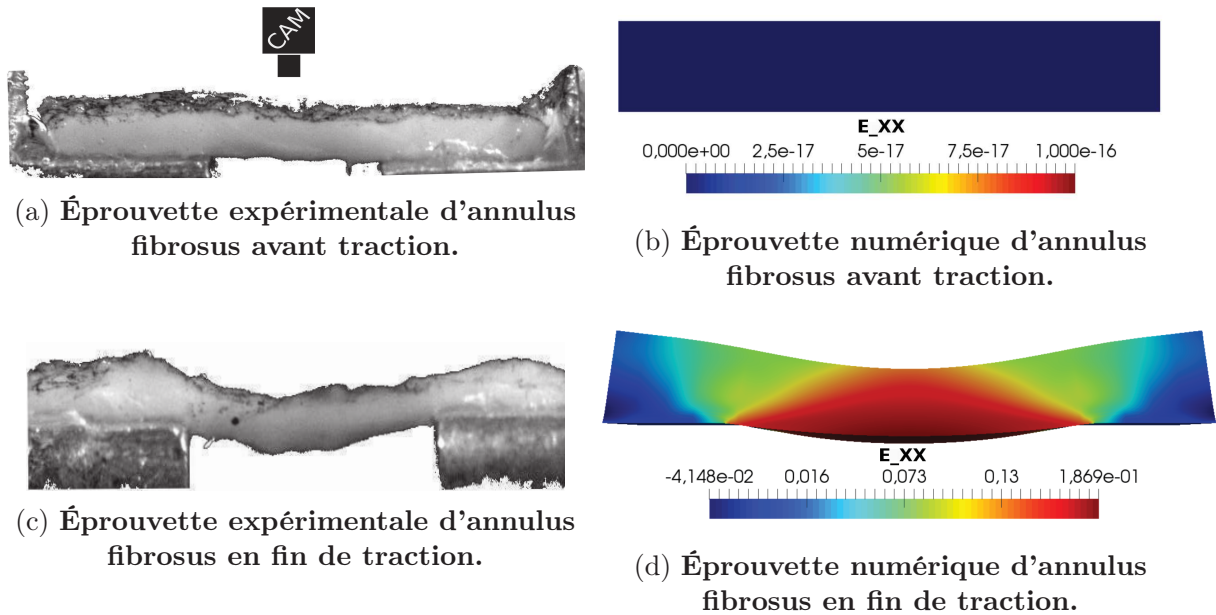 CAM
(a) Éprouvette expérimentale d'annulus
fibrosus avant traction.
E_XX
0,000e+00 2,5e-17 5e-17 7,5e-17 1,000e-16
(b) Éprouvette numérique d'annulus
fibrosus avant traction.
(c) Éprouvette expérimentale d'annulus
fibrosus en fin de traction.
E_XX
-4,148e-02 0,016 0,073 0,13 1,869e-01
(d) Éprouvette numérique d'annulus
fibrosus en fin de traction.